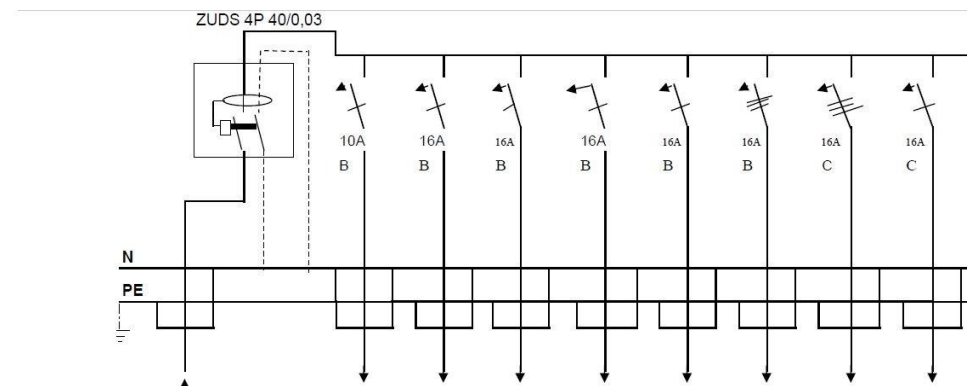 ZUDS 4P 40/0,03
10A 16A 16A 16A 16A 16A 16A 16A
B B B B B B C C
N
PE